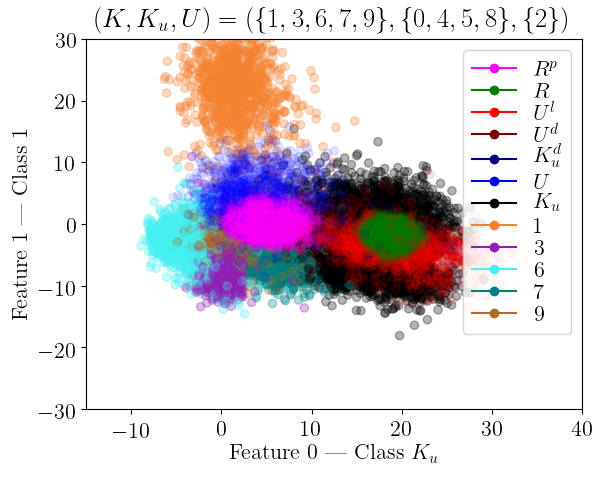 (K, K_u, U) = ({1, 3, 6, 7, 9}, {0, 4, 5, 8}, {2})
30
20
10
0
−10
−20
−30
Feature 1 — Class 1
−10
0
10
20
30
40
Feature 0 — Class K_u
R^p
R
U^l
U^d
K_u^d
U
K_u
1
3
6
7
9